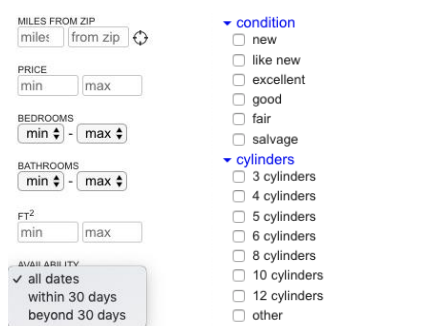 MILES FROM ZIP
miles from zip
PRICE
min max
BEDROOMS
min - max
BATHROOMS
min - max
FT2
min max
AVAILABILITY
all dates
within 30 days
beyond 30 days
condition
new
like new
excellent
good
fair
salvage
cylinders
3 cylinders
4 cylinders
5 cylinders
6 cylinders
8 cylinders
10 cylinders
12 cylinders
other